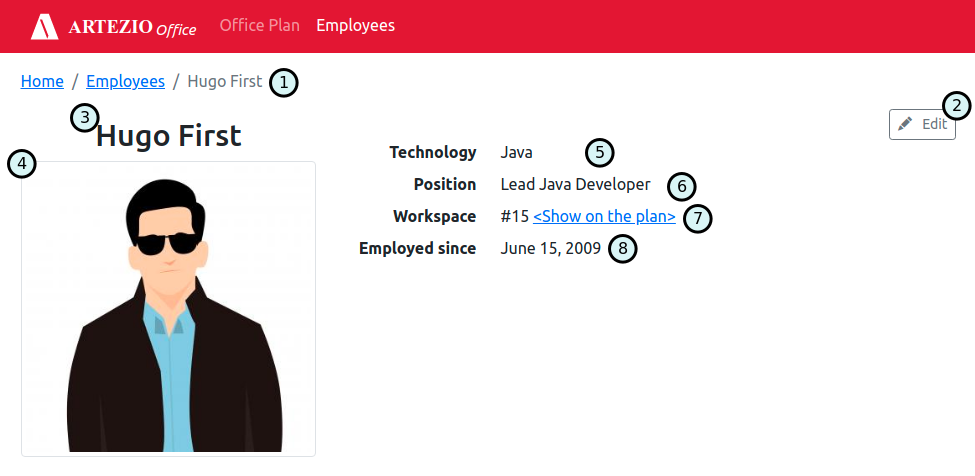 ARTEZIO Office Office Plan Employees
Home / Employees / Hugo First 1
2
Edit
3
Hugo First
4
Technology Java 5
Position Lead Java Developer 6
Workspace #15 <Show on the plan> 7
Employed since June 15, 2009 8